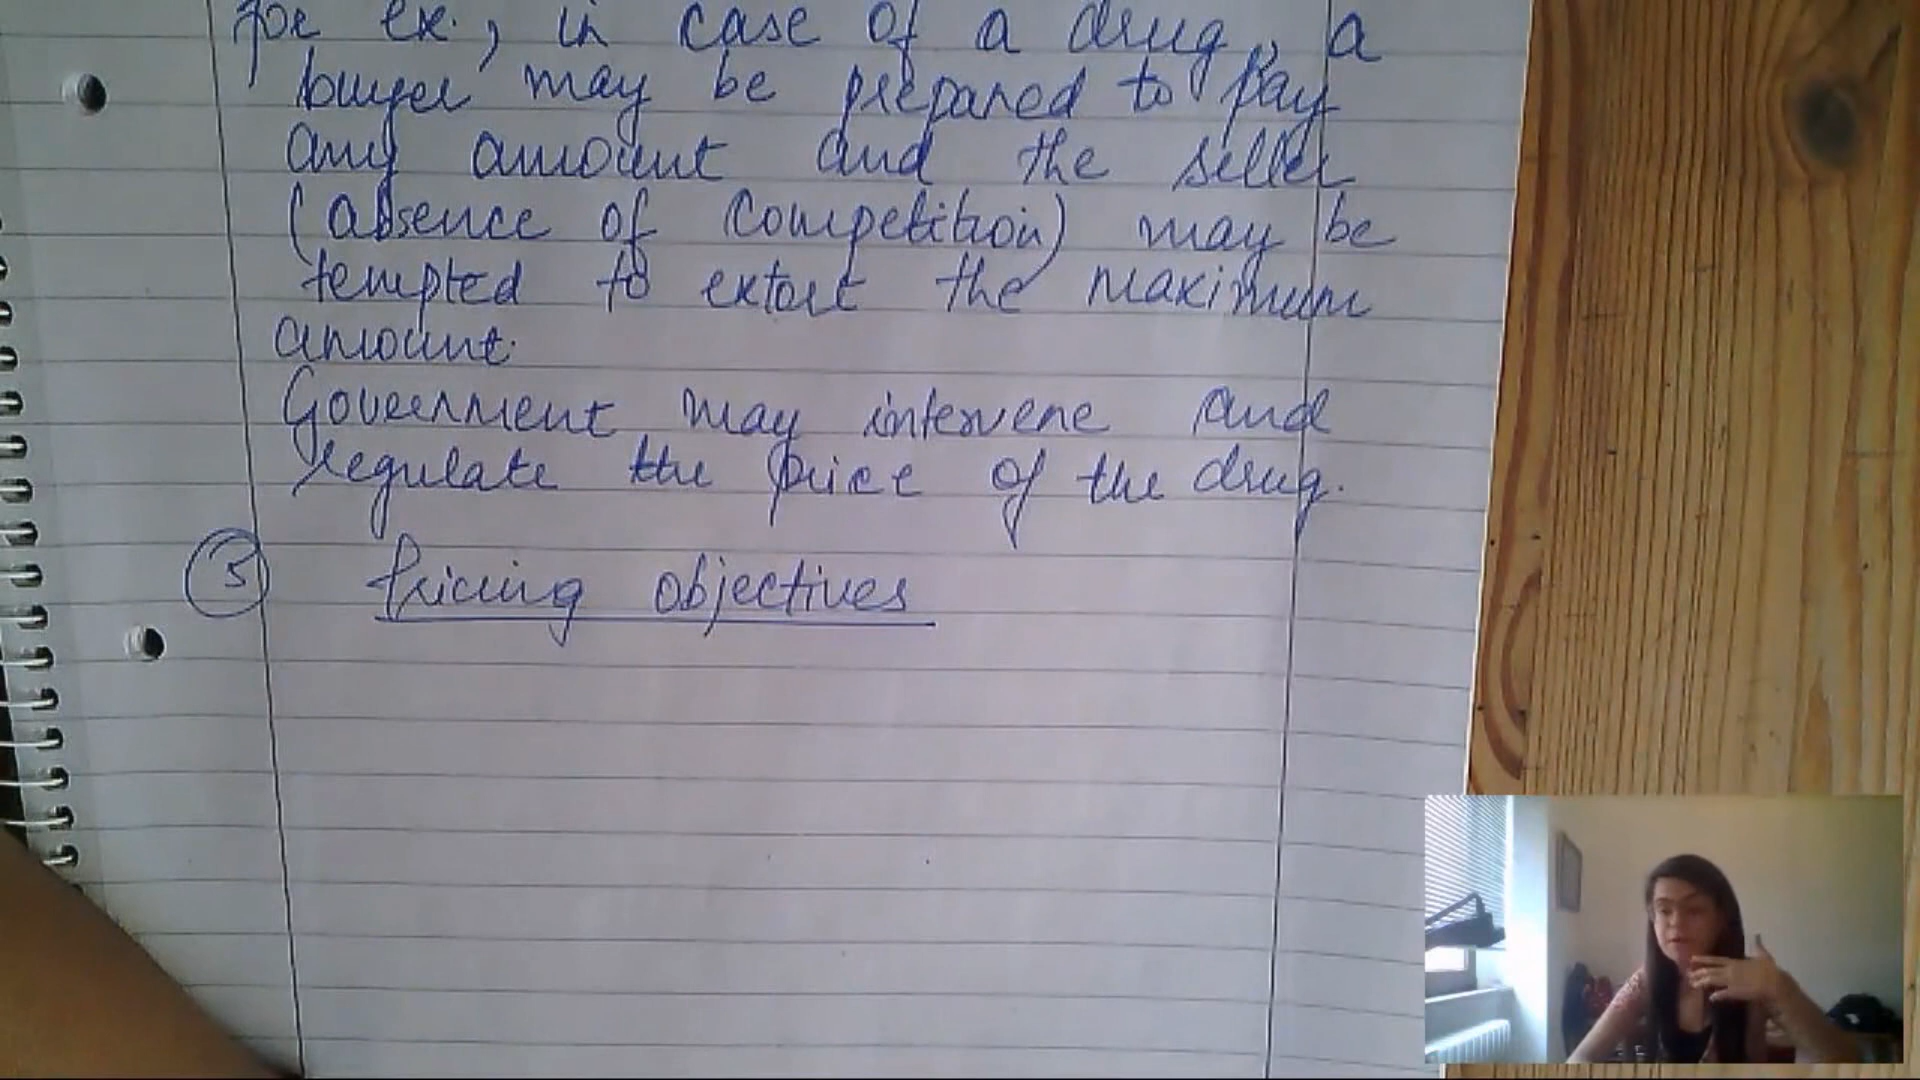 for ex., in case of a drug, a
buyer may be prepared to pay
any amount and the seller
(absence of Competition) may be
tempted to extort the maximum
amount.
Government may intervene and
regulate the price of the drug.
5 Pricing objectives